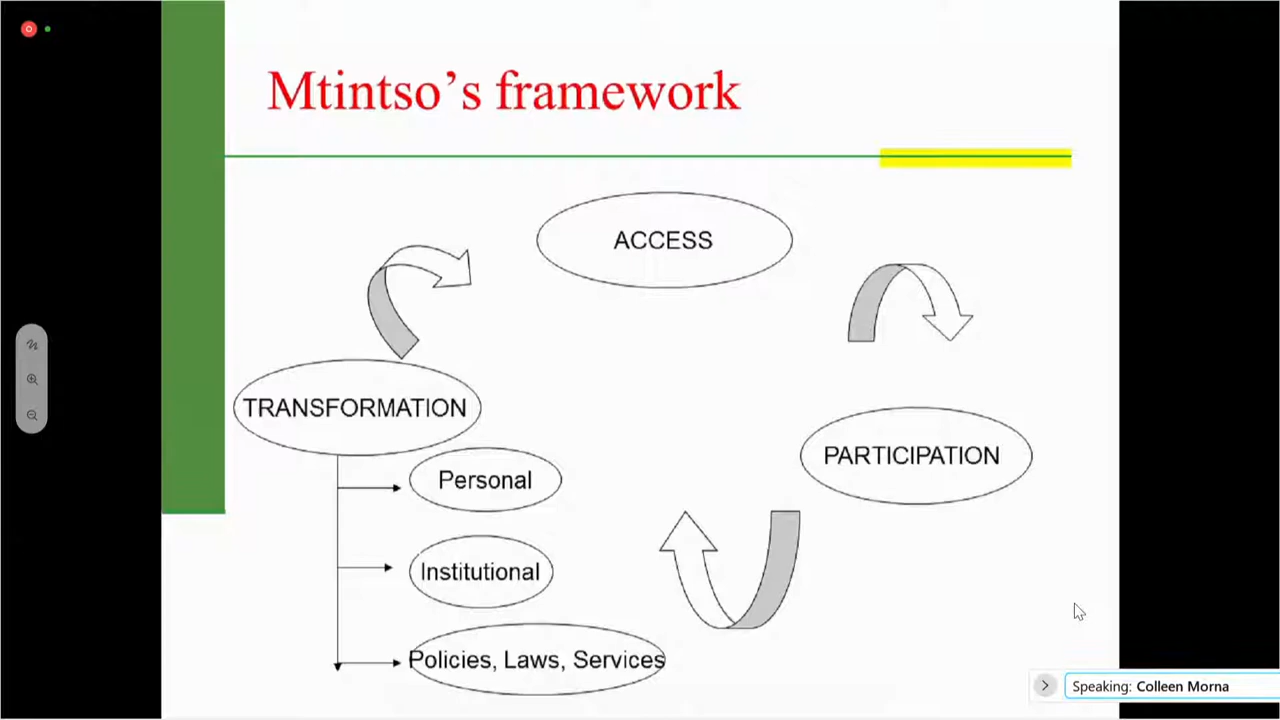 Mtintso’s framework
ACCESS
TRANSFORMATION
PARTICIPATION
Personal
Institutional
Policies, Laws, Services
Speaking: Colleen Morna